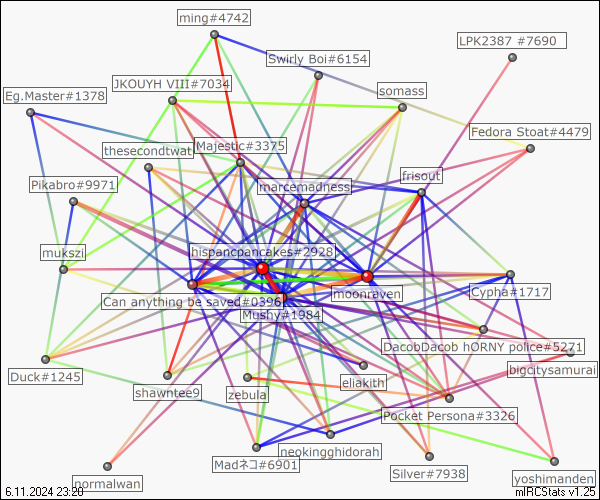 ming#4742
LPK2387 #7690
Swirly Boi#6154
JKOUYH VIII#7034
somass
Eg.Master#1378
Fedora Stoat#4479
thesecondtwat
Majestic#3375
frisout
Pikabro#9971
marcemadness
mukszi
hispancpancakes#2928
Cypha#1717
moonraven
Can anything be saved#0396
Mushy#1984
DacobDacob hORNY police#5271
Duck#1245
bigcitysamurai
eliakith
shawntee9
zebula
Pocket Persona#3326
neokingghidorah
Madネコ#6901
Silver#7938
normalwan
yoshimanden
6.11.2024 23:20
mIRCStats v1.25